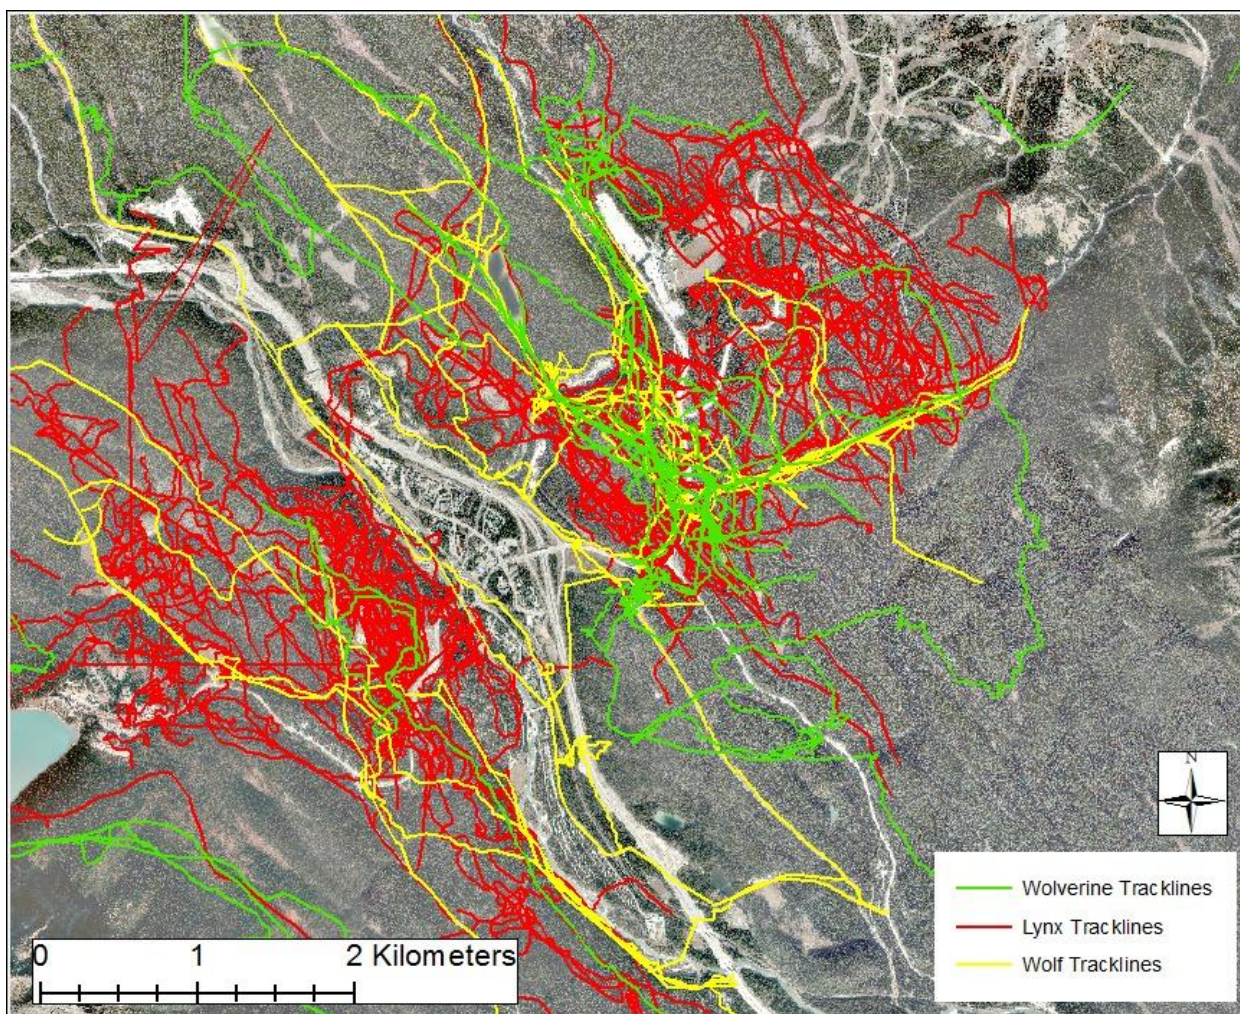 N
Wolverine Tracklines
Lynx Tracklines
Wolf Tracklines
0 1 2 Kilometers